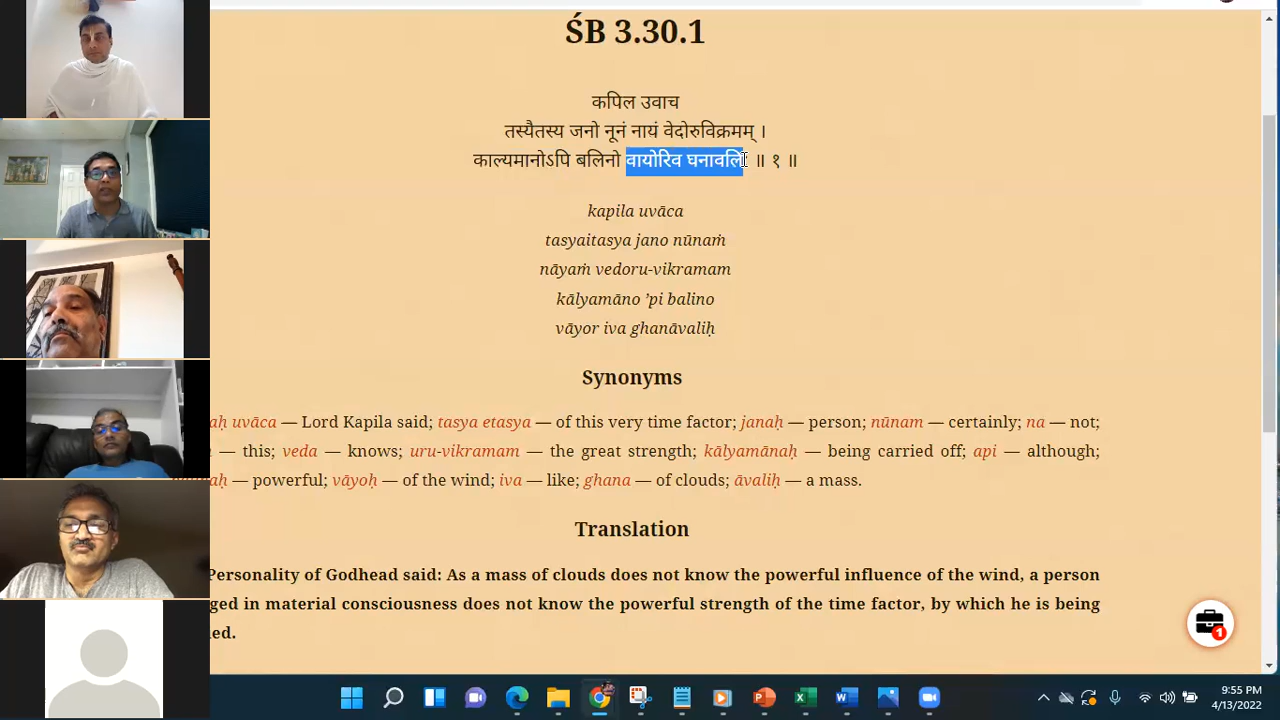 ŚB 3.30.1
कपिल उवाच
तस्यैतस्य जनो नूनं नायं वेदोरुविक्रमम् ।
काल्यमानोऽपि बलिनो वायोरिव घनावलि ॥ १ ॥
kapila uvāca
tasyaitasya jano nūnaṁ
nāyaṁ vedoru-vikramam
kālyamāno ’pi balino
vāyor iva ghanāvaliḥ
Synonyms
aḥ uvāca — Lord Kapila said; tasya etasya — of this very time factor; janaḥ — person; nūnam — certainly; na — not;
— this; veda — knows; uru-vikramam — the great strength; kālyamānaḥ — being carried off; api — although;
— powerful; vāyoḥ — of the wind; iva — like; ghana — of clouds; āvaliḥ — a mass.
Translation
Personality of Godhead said: As a mass of clouds does not know the powerful influence of the wind, a person
ged in material consciousness does not know the powerful strength of the time factor, by which he is being
ied.
1
9:55 PM
4/13/2022